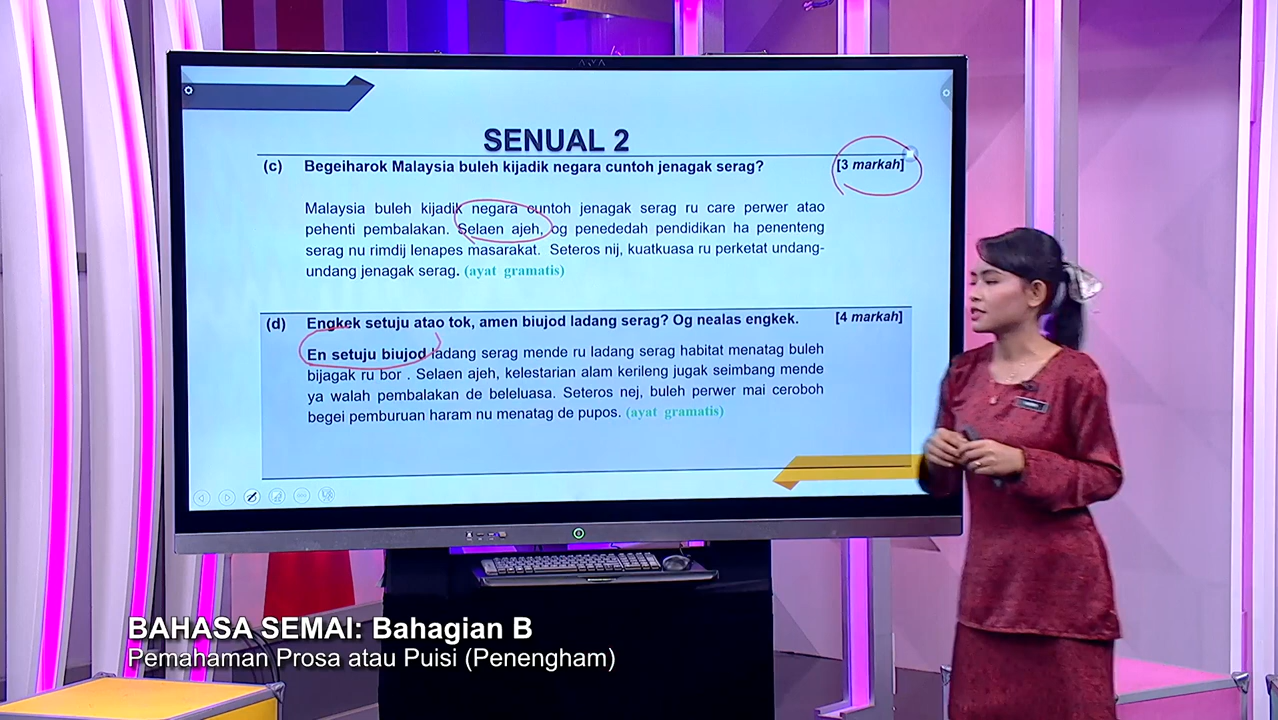 SENUAL 2
(c) Begeiharok Malaysia buleh kijadik negara cuntoh jenagak serag? [3 markah]
Malaysia buleh kijadik negara cuntoh jenagak serag ru care perwer atao
pehenti pembalakan. Selaen ajeh, og penededah pendidikan ha penenteng
serag nu rimdij lenapes masarakat. Seteros nij, kuatkuasa ru perketat undang-
undang jenagak serag. (ayat gramatis)
(d) Engkek setuju atao tok, amen biujod ladang serag? Og nealas engkek. [4 markah]
En setuju biujod ladang serag mende ru ladang serag habitat menatag buleh
bijagak ru bor . Selaen ajeh, kelestarian alam kerileng jugak seimbang mende
ya walah pembalakan de beleluasa. Seteros nej, buleh perwer mai ceroboh
begei pemburuan haram nu menatag de pupos. (ayat gramatis)
BAHASA SEMAI: Bahagian B
Pemahaman Prosa atau Puisi (Penengham)